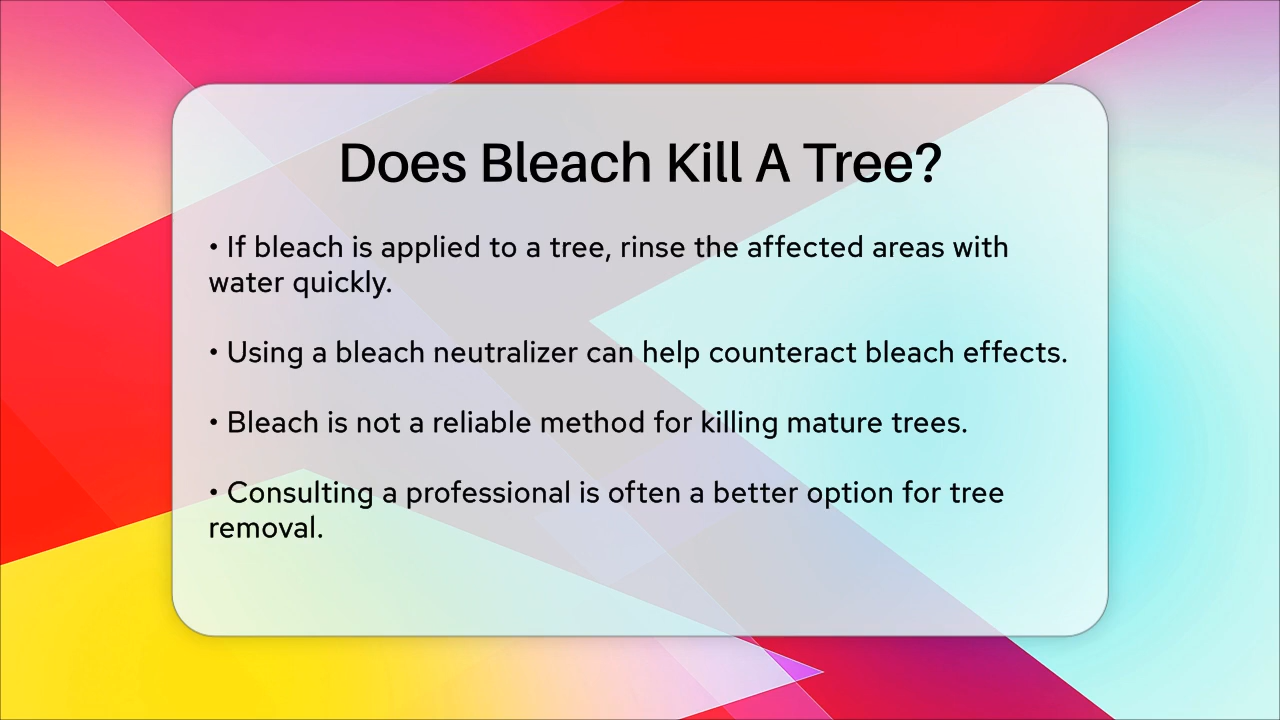 Does Bleach Kill A Tree?
• If bleach is applied to a tree, rinse the affected areas with
water quickly.
• Using a bleach neutralizer can help counteract bleach effects.
• Bleach is not a reliable method for killing mature trees.
• Consulting a professional is often a better option for tree
removal.